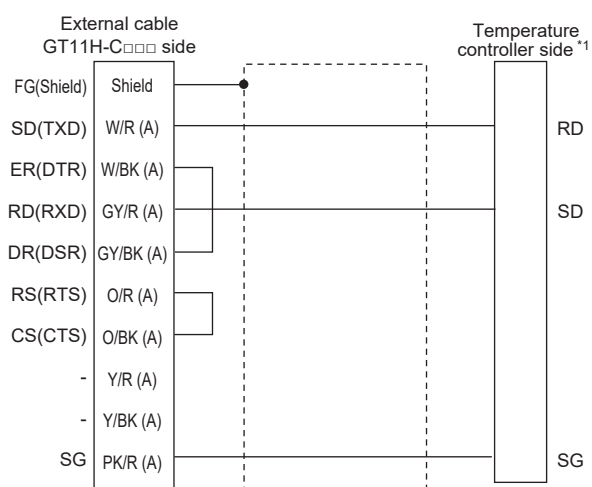 External cable
GT11H-C□□□ side
Temperature
controller side *1
FG(Shield) Shield
SD(TXD) W/R (A) RD
ER(DTR) W/BK (A)
RD(RXD) GY/R (A) SD
DR(DSR) GY/BK (A)
RS(RTS) O/R (A)
CS(CTS) O/BK (A)
- Y/R (A)
- Y/BK (A)
SG PK/R (A) SG